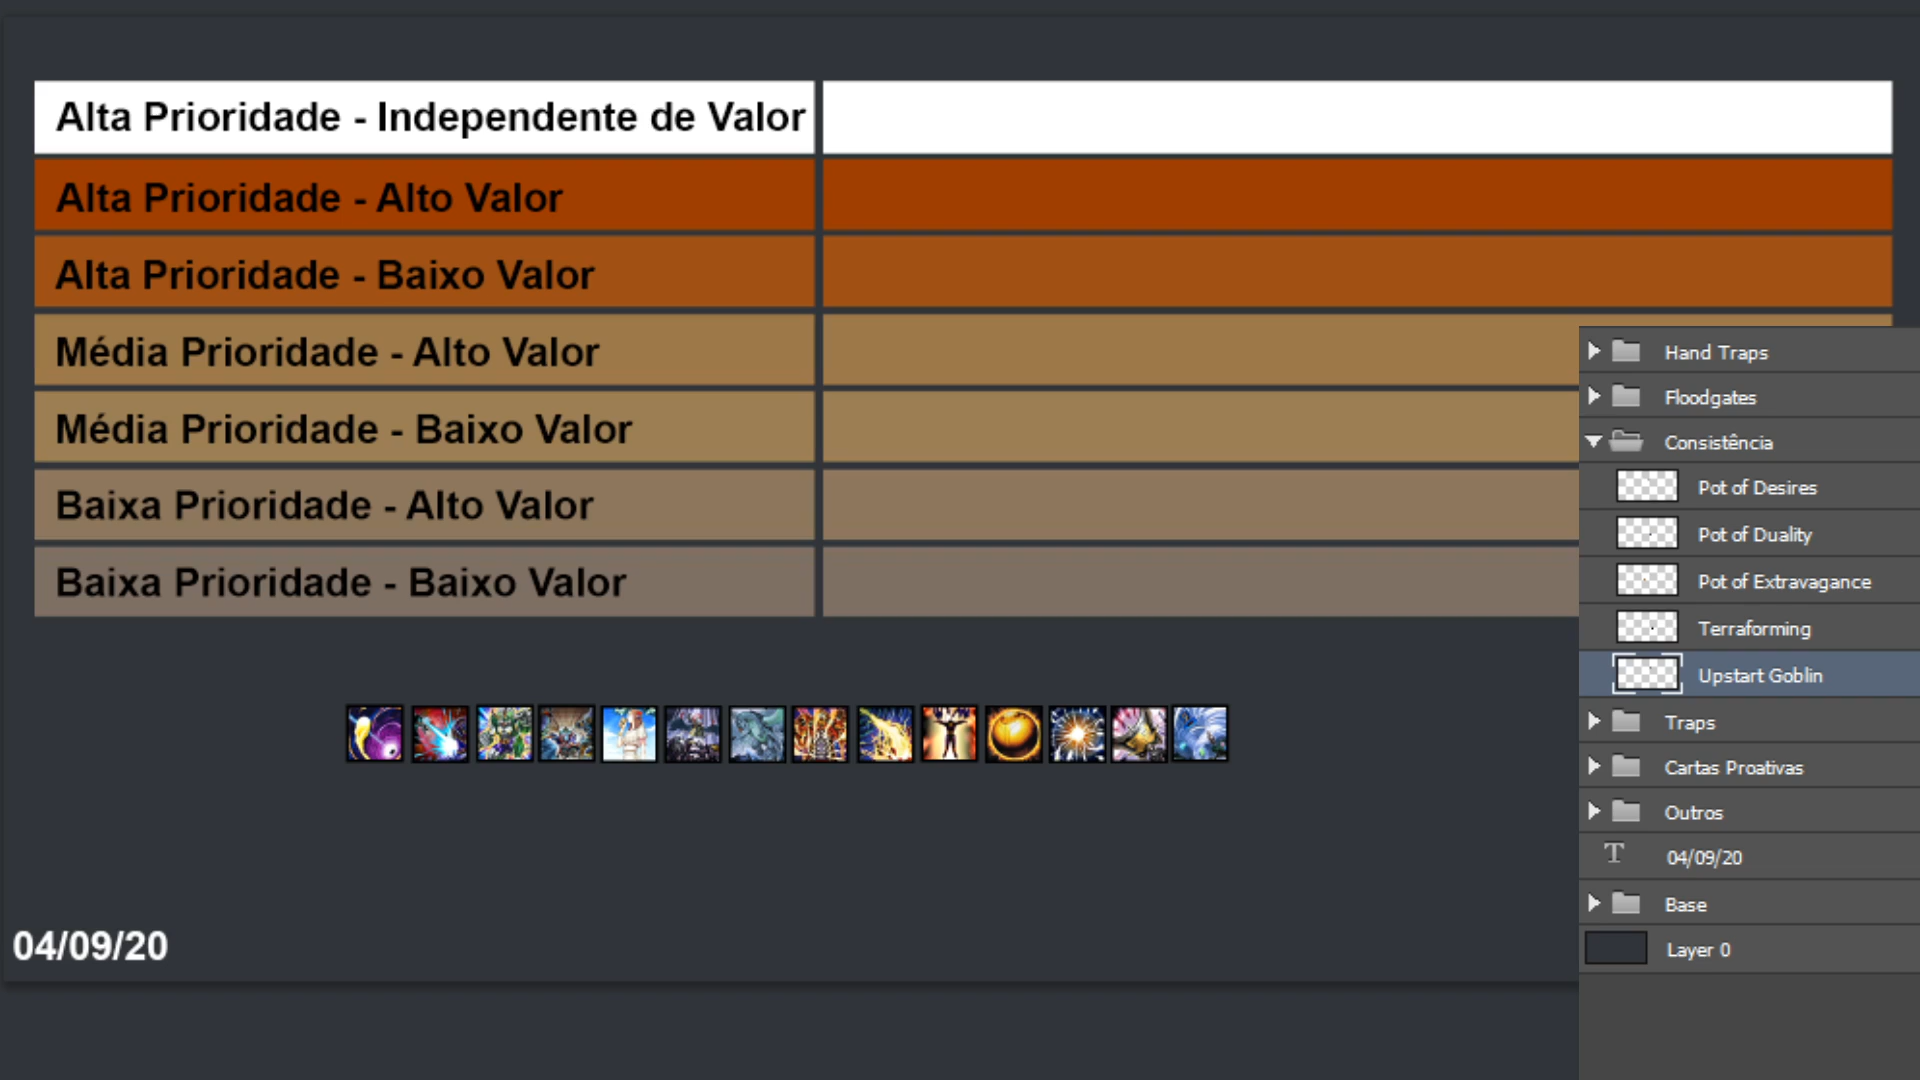 Alta Prioridade - Independente de Valor
Alta Prioridade - Alto Valor
Alta Prioridade - Baixo Valor
Média Prioridade - Alto Valor
Média Prioridade - Baixo Valor
Baixa Prioridade - Alto Valor
Baixa Prioridade - Baixo Valor
04/09/20
Hand Traps
Floodgates
Consistência
Pot of Desires
Pot of Duality
Pot of Extravagance
Terraforming
Upstart Goblin
Traps
Cartas Proativas
Outros
T 04/09/20
Base
Layer 0